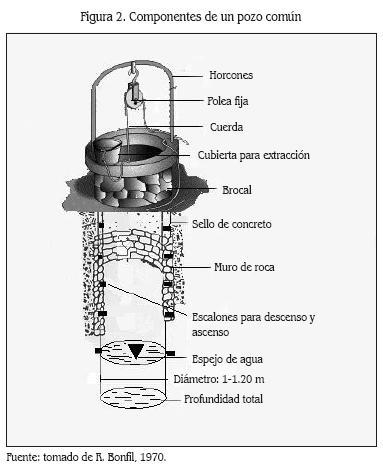 Figura 2. Componentes de un pozo común
Horcones
Polea fija
Cuerda
Cubierta para extracción
Brocal
Sello de concreto
Muro de roca
Escalones para descenso y
ascenso
Espejo de agua
Diámetro: 1-1.20 m
Profundidad total
Fuente: tomado de R. Bonfil, 1970.